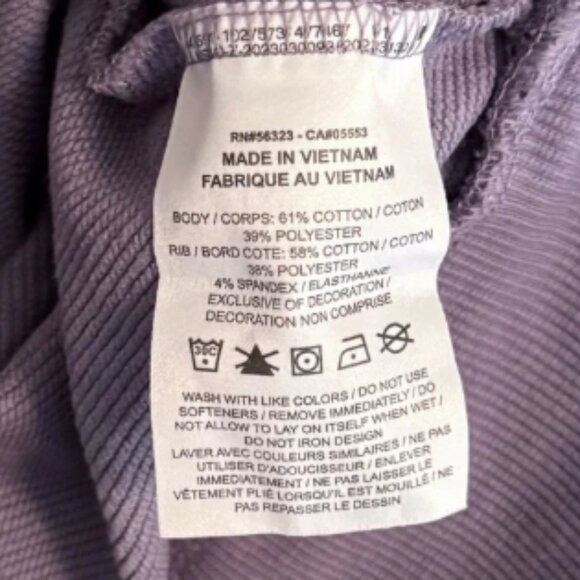 RN#56323 - CA#05553
MADE IN VIETNAM
FABRIQUE AU VIETNAM
BODY / CORPS: 61% COTTON / COTON
39% POLYESTER
RIB / BORD COTE: 58% COTTON / COTON
38% POLYESTER
4% SPANDEX / ELASTHANNE
EXCLUSIVE OF DECORATION /
DECORATION NON COMPRISE
30C
WASH WITH LIKE COLORS / DO NOT USE
SOFTENERS / REMOVE IMMEDIATELY / DO
NOT ALLOW TO LAY ON ITSELF WHEN WET /
DO NOT IRON DESIGN
LAVER AVEC COULEURS SIMILAIRES / NE PAS
UTILISER D'ADOUCISSEUR / ENLEVER
IMMEDIATEMENT / NE PAS LAISSER LE
VÊTEMENT PLIÉ LORSQU'IL EST MOUILLÉ / NE
PAS REPASSER LE DESSIN